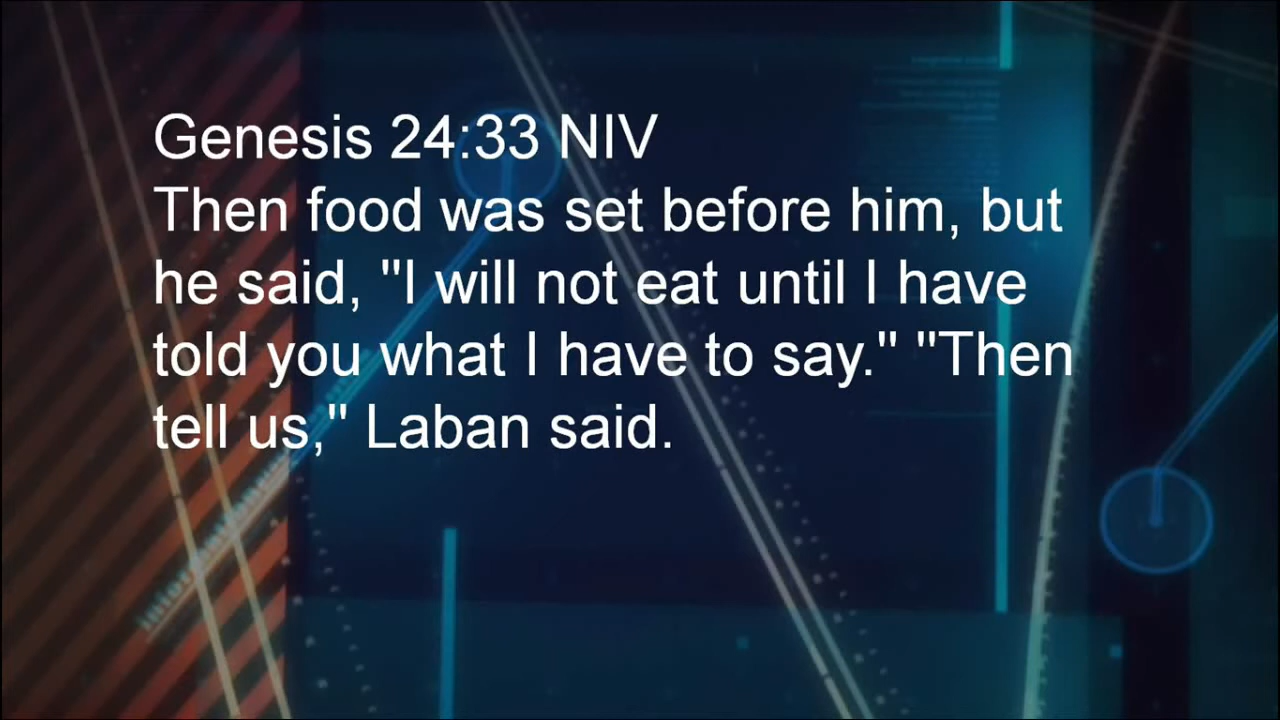 Genesis 24:33 NIV
Then food was set before him, but
he said, "I will not eat until I have
told you what I have to say." "Then
tell us," Laban said.